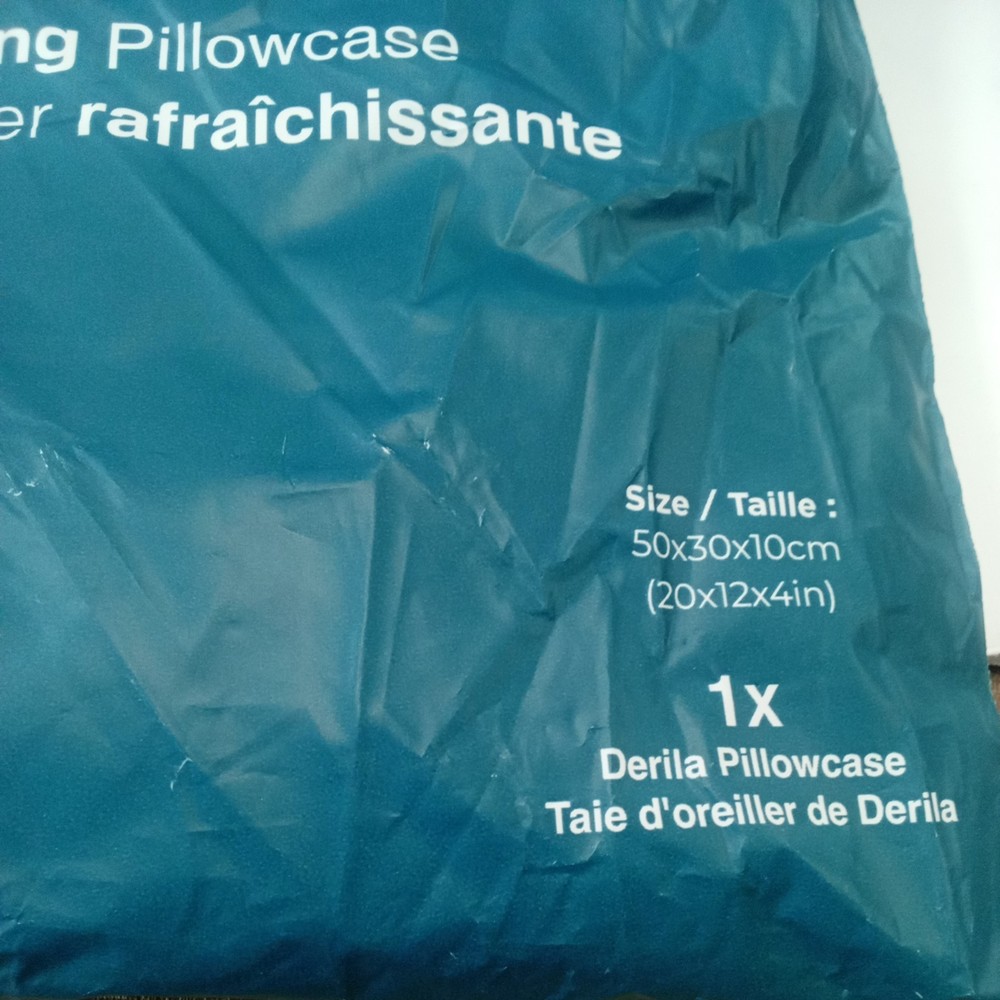 ng Pillowcase
er rafraîchissante
Size / Taille :
50x30x10cm
(20x12x4in)
1x
Derila Pillowcase
Taie d'oreiller de Derila